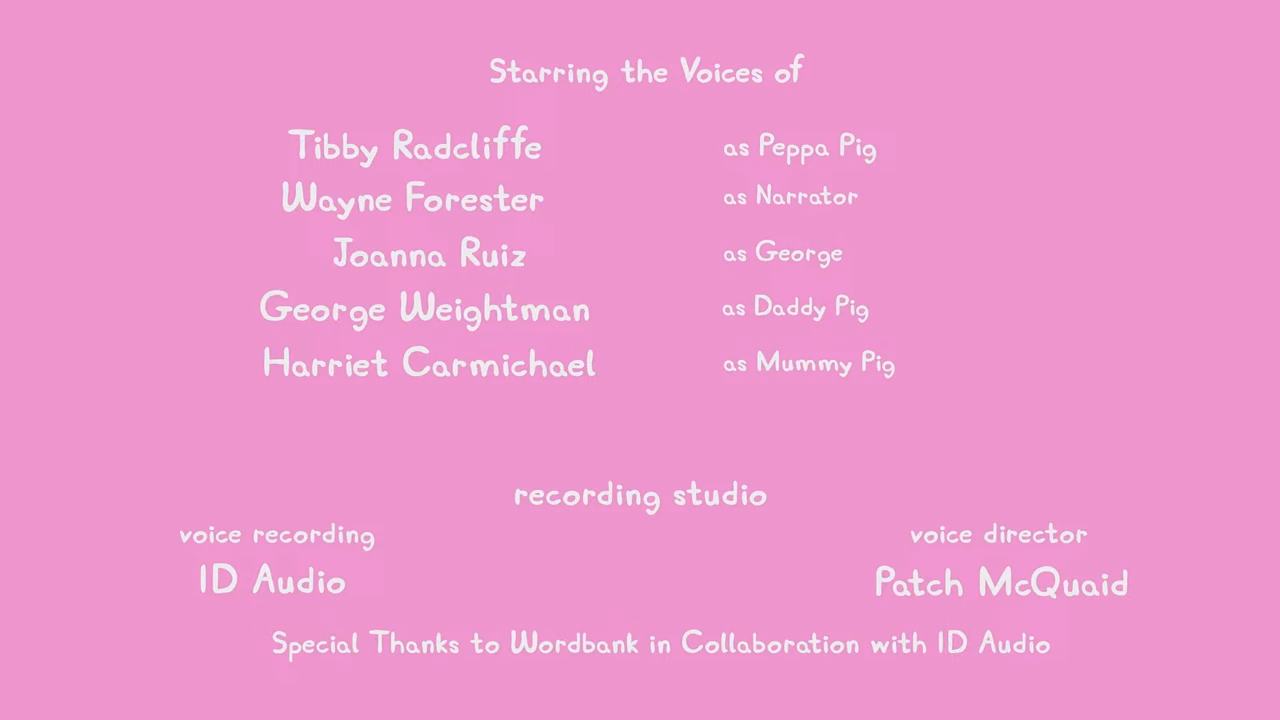 Starring the Voices of
Tibby Radcliffe as Peppa Pig
Wayne Forester as Narrator
Joanna Ruiz as George
George Weightman as Daddy Pig
Harriet Carmichael as Mummy Pig
recording studio
voice recording voice director
ID Audio Patch McQuaid
Special Thanks to Wordbank in Collaboration with ID Audio